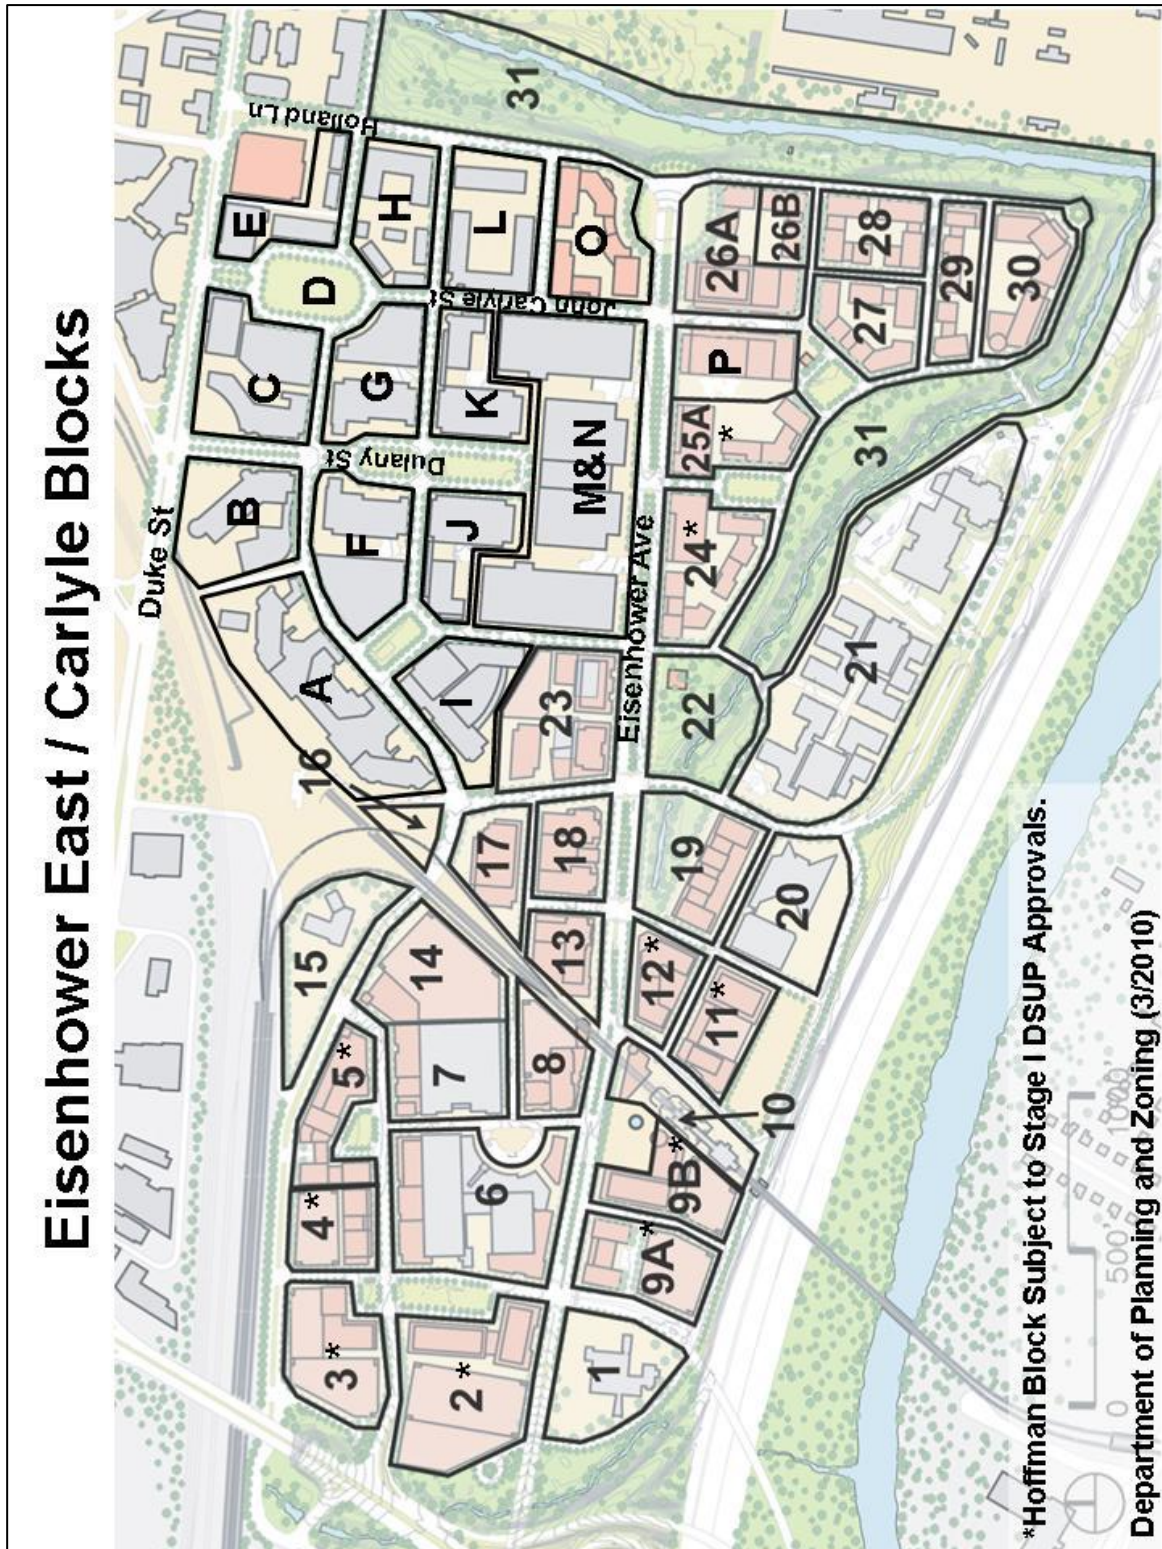 Eisenhower East / Carlyle Blocks
Duke St
Holland Ln
John Carlyle St
Dulany St
Eisenhower Ave
A
B
C
D
E
F
G
H
I
J
K
L
M&N
O
P
1
2*
3*
4*
5*
6
7
8
9A*
9B*
10
11*
12*
13
14
15
16
17
18
19
20
21
22
23
24*
25A
*
26A
26B
27
28
29
30
31
31
*Hoffman Block Subject to Stage I DSUP Approvals.
0 500 1000'
Department of Planning and Zoning (3/2010)